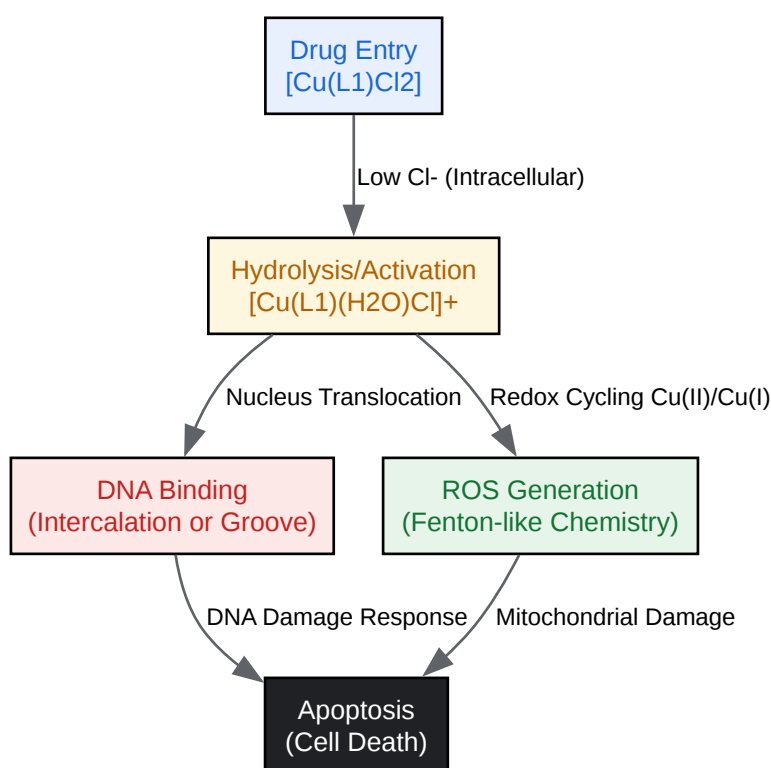 Drug Entry
[Cu(L1)Cl2]
Low Cl- (Intracellular)
Hydrolysis/Activation
[Cu(L1)(H2O)Cl]+
Nucleus Translocation
Redox Cycling Cu(II)/Cu(I)
DNA Binding
(Intercalation or Groove)
ROS Generation
(Fenton-like Chemistry)
DNA Damage Response
Mitochondrial Damage
Apoptosis
(Cell Death)